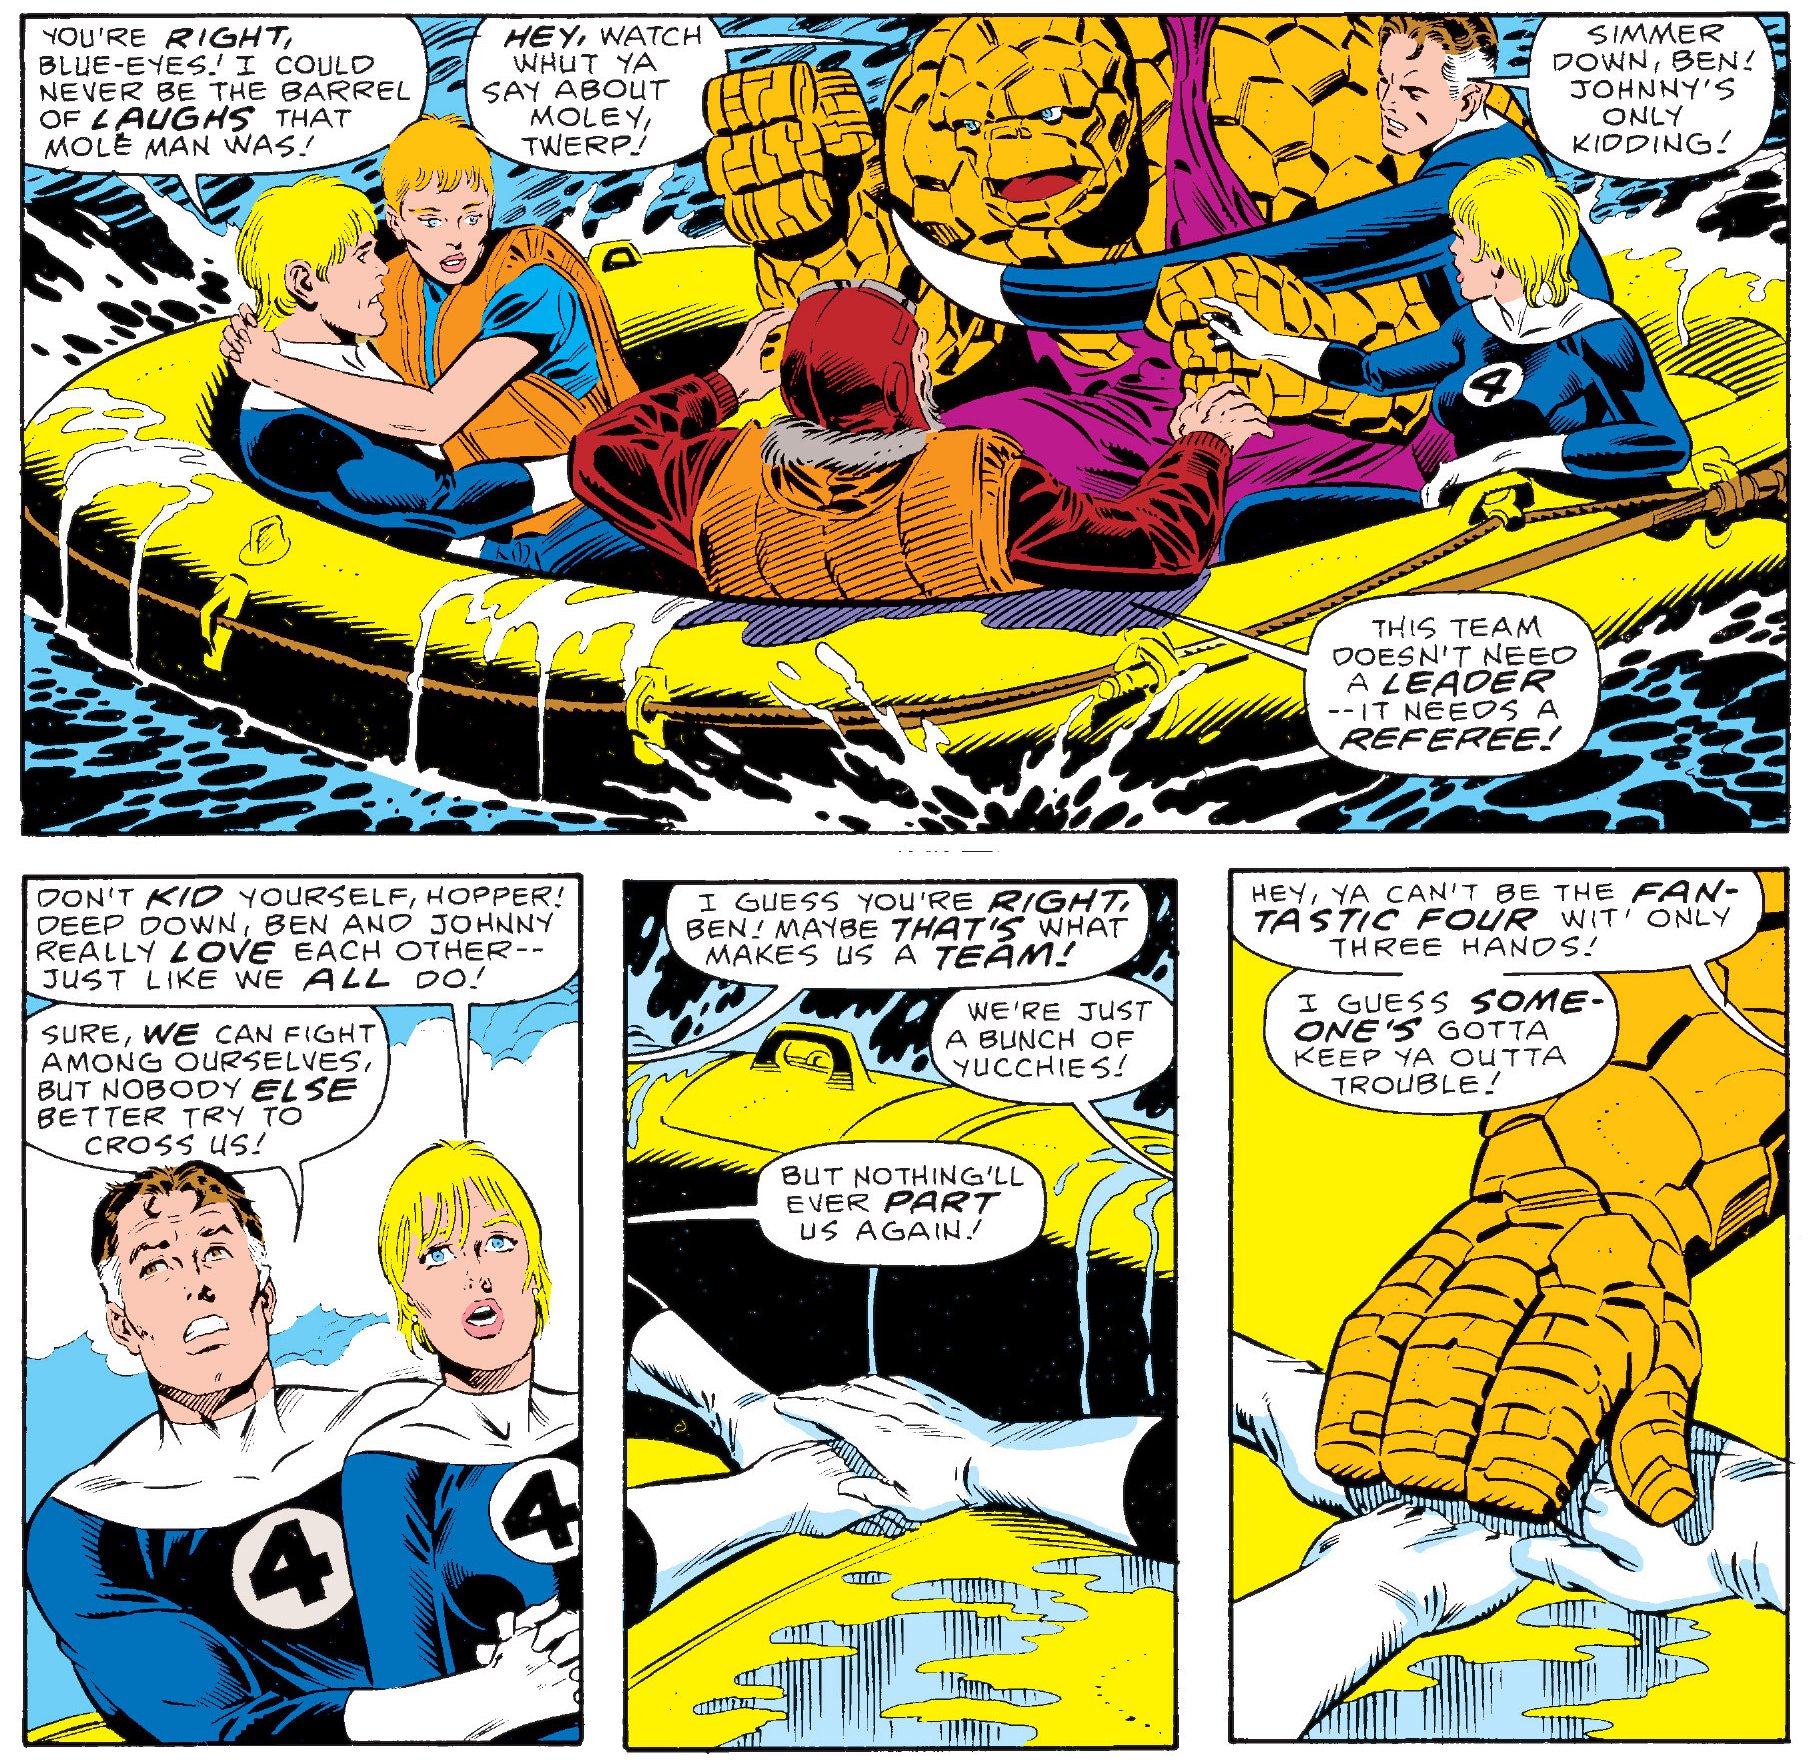 YOU'RE RIGHT,
BLUE-EYES! I COULD
NEVER BE THE BARREL
OF LAUGHS THAT
MOLE MAN WAS!
HEY, WATCH
WHUT YA
SAY ABOUT
MOLEY,
TWERP!
SIMMER
DOWN, BEN!
JOHNNY'S
ONLY
KIDDING!
4
THIS TEAM
DOESN'T NEED
A LEADER
--IT NEEDS A
REFEREE!
DON'T KID YOURSELF, HOPPER!
DEEP DOWN, BEN AND JOHNNY
REALLY LOVE EACH OTHER--
JUST LIKE WE ALL DO!
SURE, WE CAN FIGHT
AMONG OURSELVES,
BUT NOBODY ELSE
BETTER TRY TO
CROSS US!
4
4
I GUESS YOU'RE RIGHT,
BEN! MAYBE THAT'S WHAT
MAKES US A TEAM!
WE'RE JUST
A BUNCH OF
YUCCHIES!
BUT NOTHING'LL
EVER PART
US AGAIN!
HEY, YA CAN'T BE THE FAN-
TASTIC FOUR WIT' ONLY
THREE HANDS!
I GUESS SOME-
ONE'S GOTTA
KEEP YA OUTTA
TROUBLE!